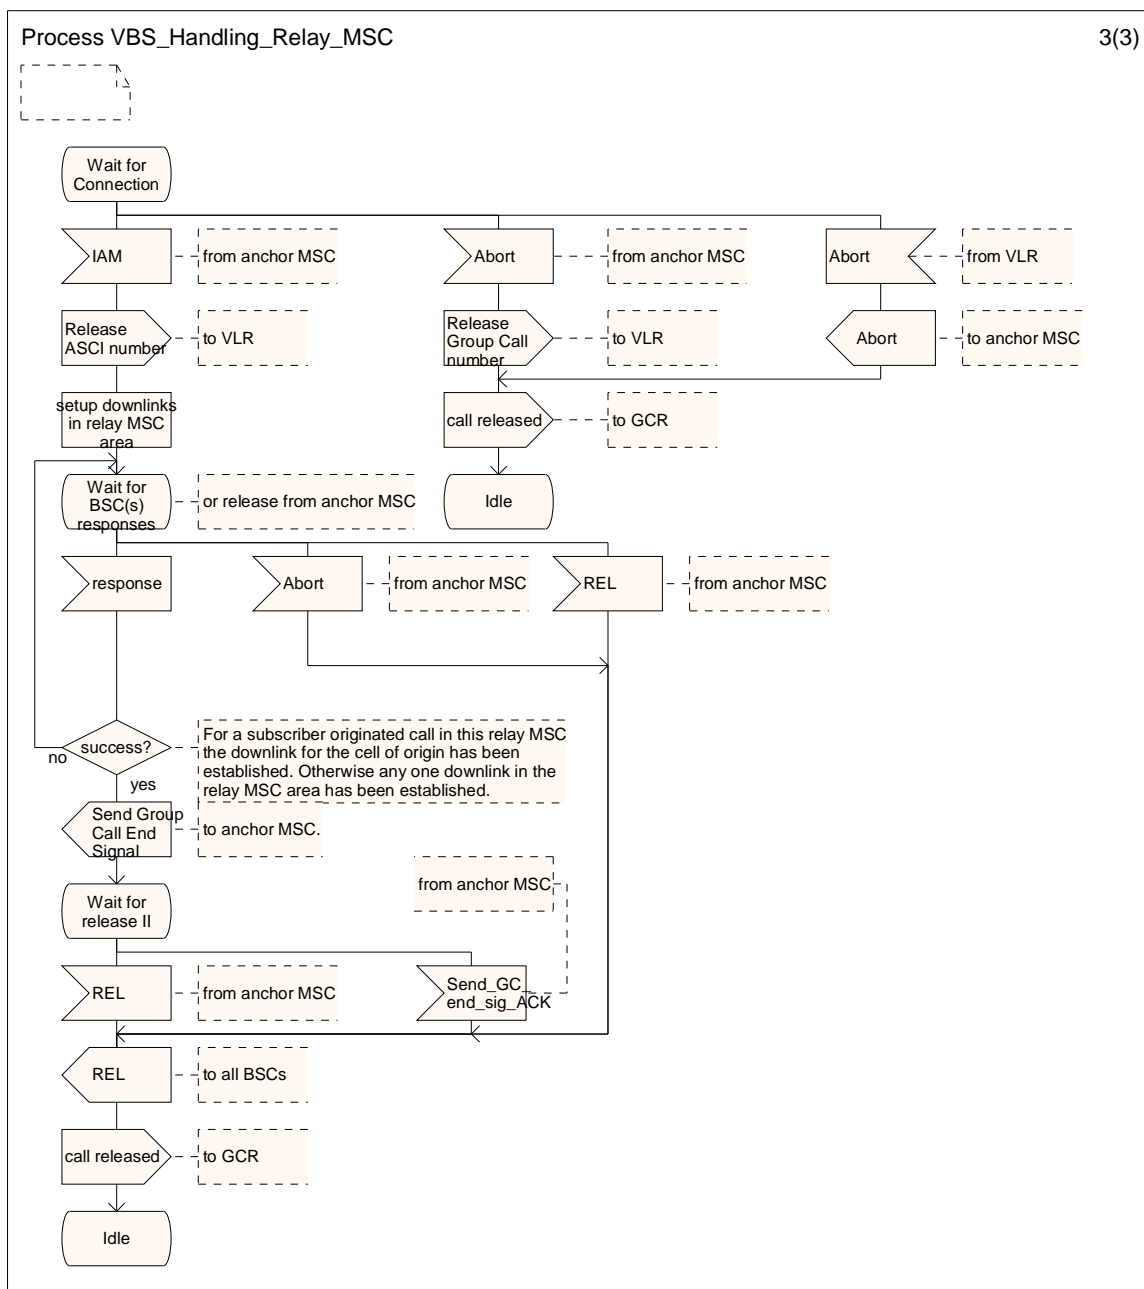 Process VBS_Handling_Relay_MSC
3(3)
Wait for
Connection
IAM
from anchor MSC
Abort
from anchor MSC
Abort
from VLR
Release
ASCI number
to VLR
Release
Group Call
number
to VLR
Abort
to anchor MSC
setup downlinks
in relay MSC
area
call released
to GCR
Wait for
BSC(s)
responses
or release from anchor MSC
Idle
response
Abort
from anchor MSC
REL
from anchor MSC
success?
no
yes
For a subscriber originated call in this relay MSC
the downlink for the cell of origin has been
established. Otherwise any one downlink in the
relay MSC area has been established.
Send Group
Call End
Signal
to anchor MSC.
from anchor MSC
Wait for
release II
REL
from anchor MSC
Send_GC_
end_sig_ACK
REL
to all BSCs
call released
to GCR
Idle